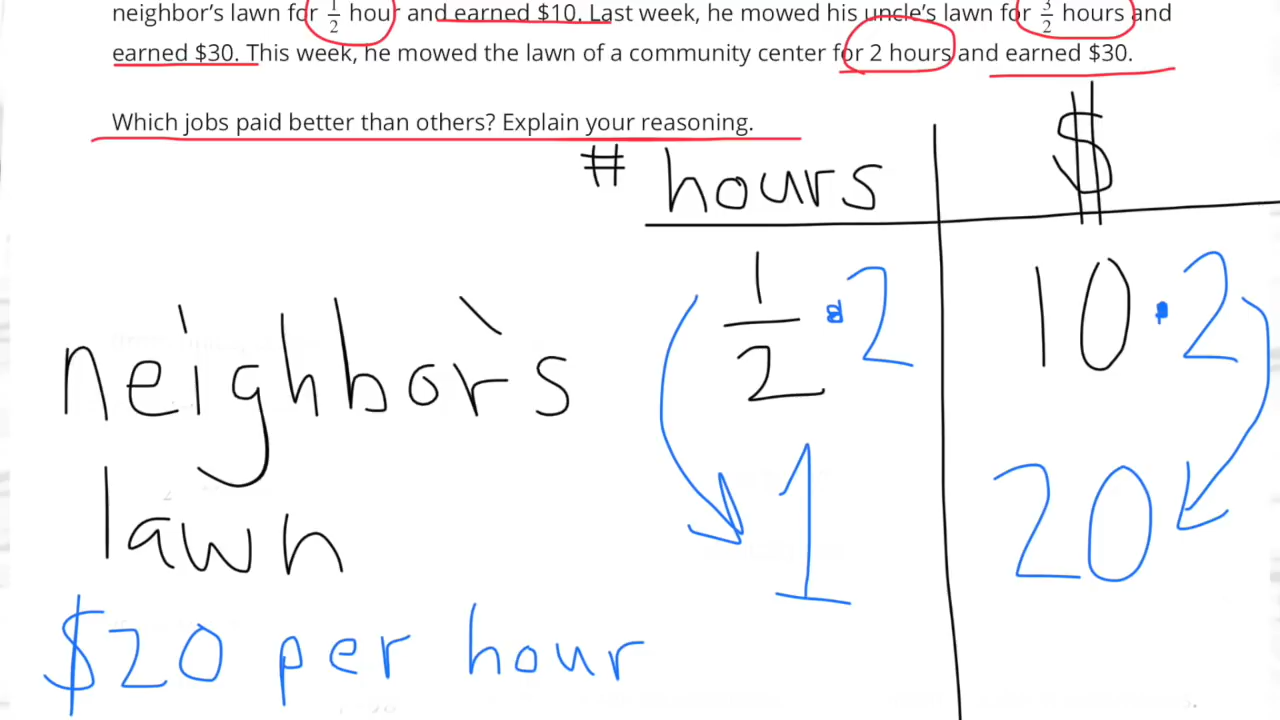 neighbor's lawn for 1/2 hour and earned $10. Last week, he mowed his uncle's lawn for 3/2 hours and
earned $30. This week, he mowed the lawn of a community center for 2 hours and earned $30.
Which jobs paid better than others? Explain your reasoning.
# hours $
1/2 · 2 10 · 2
neighbor's
lawn
1 20
$20 per hour